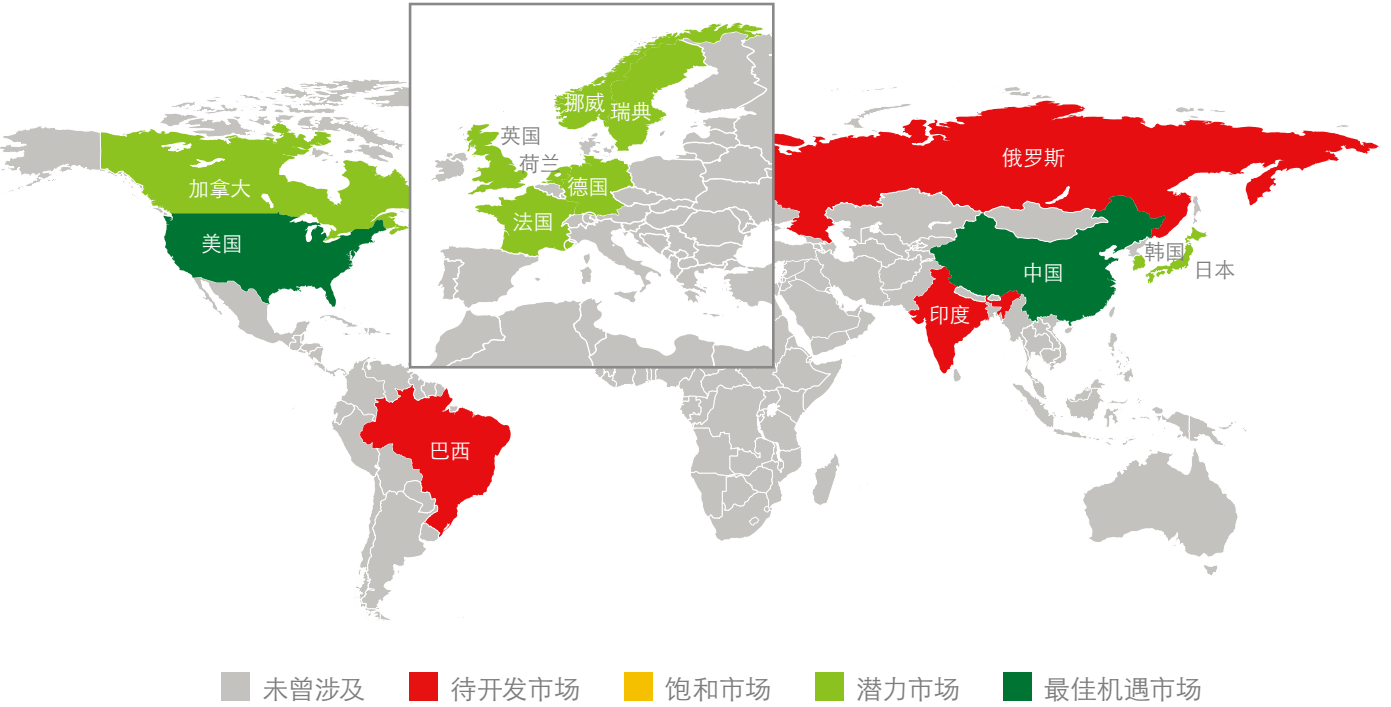 挪威
瑞典
英国
荷兰
德国
法国
加拿大
美国
俄罗斯
韩国
日本
中国
印度
巴西
未曾涉及
待开发市场
饱和市场
潜力市场
最佳机遇市场